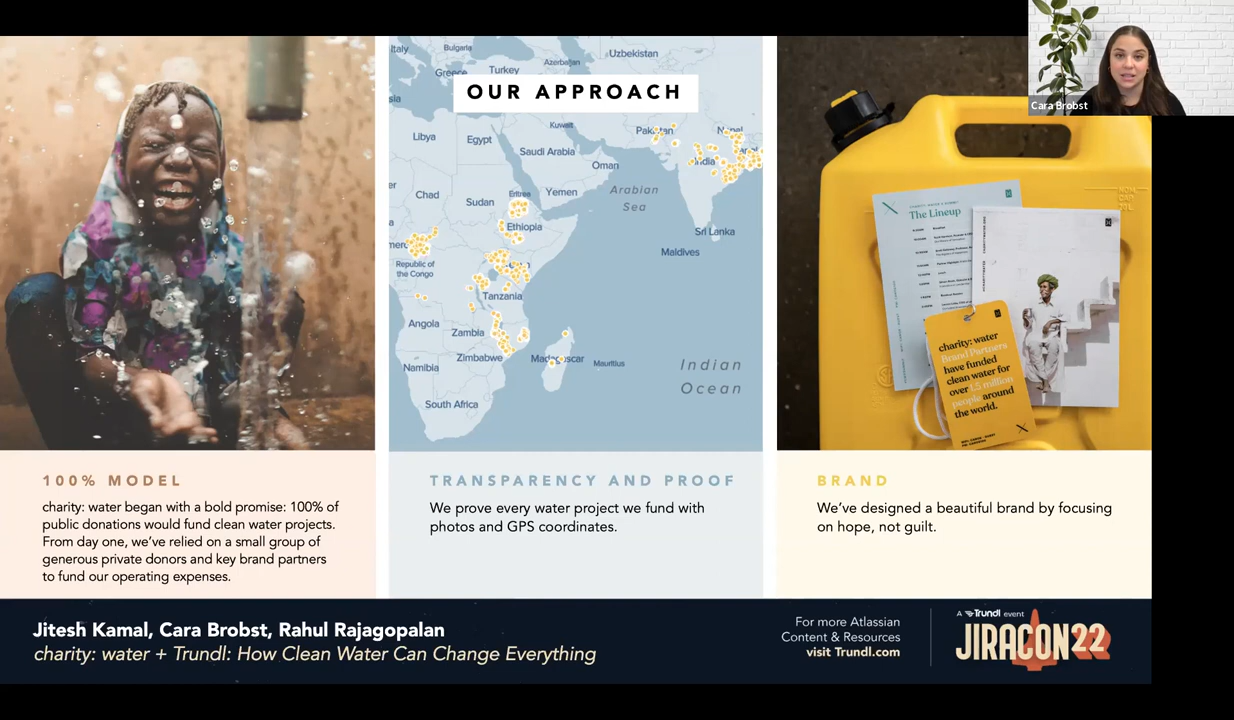 Cara Brobst
OUR APPROACH
Italy
Bulgaria
Greece
Turkey
Azerbaijan
Uzbekistan
Libya
Egypt
Kuwait
Saudi Arabia
Oman
Pakistan
Nepal
India
Chad
Sudan
Eritrea
Yemen
Arabian
Sea
Ethiopia
Sri Lanka
Maldives
Republic of
the Congo
Tanzania
Angola
Zambia
Zimbabwe
Madagascar
Mauritius
Namibia
South Africa
Indian
Ocean
The Lineup
charity: water
Brand Partners
have funded
clean water for
over 1.5 million
people around
the world.
100% MODEL
charity: water began with a bold promise: 100% of
public donations would fund clean water projects.
From day one, we've relied on a small group of
generous private donors and key brand partners
to fund our operating expenses.
TRANSPARENCY AND PROOF
We prove every water project we fund with
photos and GPS coordinates.
BRAND
We've designed a beautiful brand by focusing
on hope, not guilt.
Jitesh Kamal, Cara Brobst, Rahul Rajagopalan
charity: water + Trundl: How Clean Water Can Change Everything
For more Atlassian
Content & Resources
visit Trundl.com
A Trundl event
JIRACON22